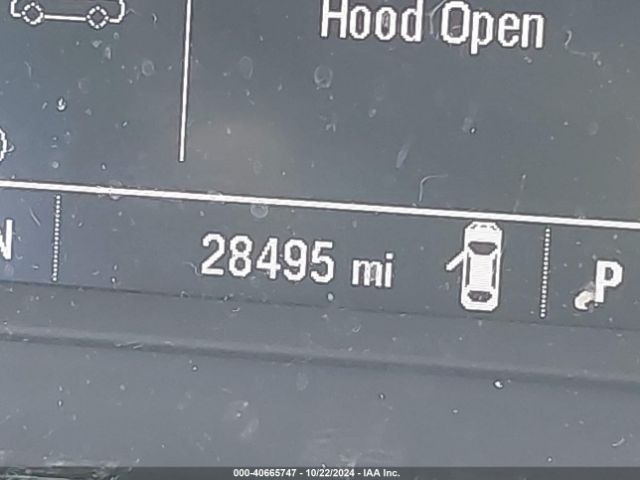 Hood Open
N
28495 mi
P
000-40665747 - 10/22/2024 - IAA Inc.